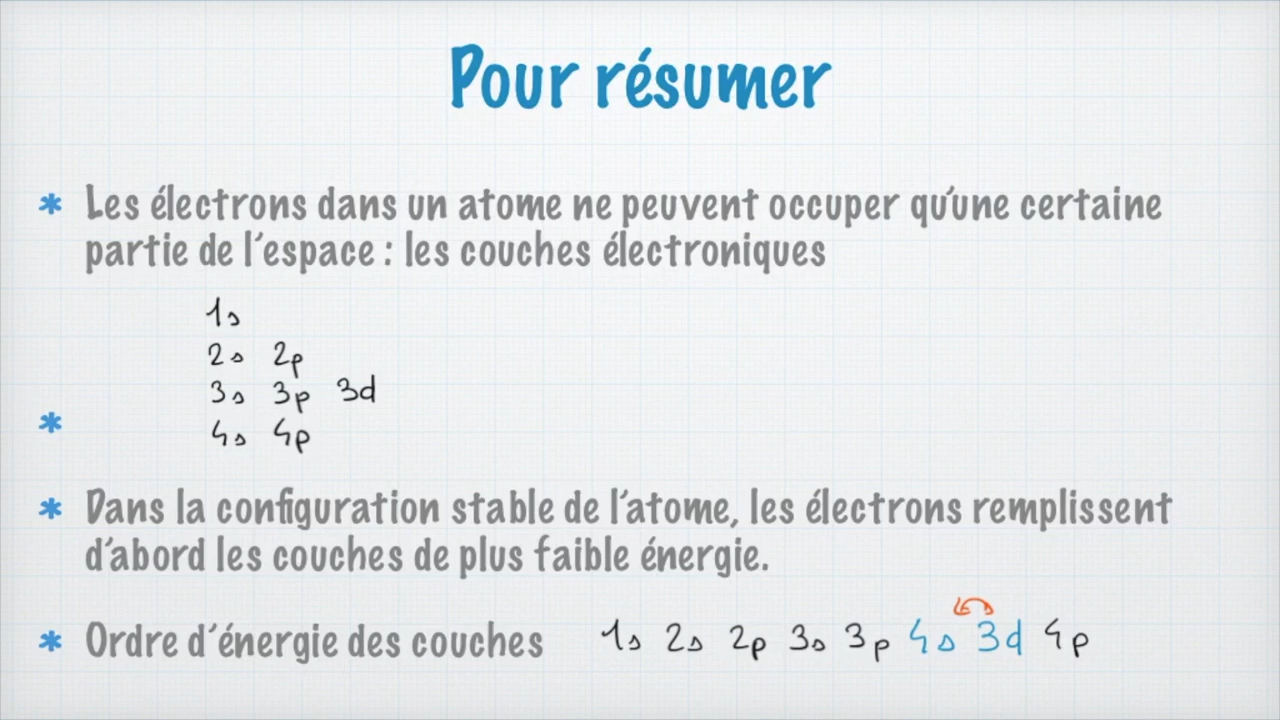 Pour résumer
* Les électrons dans un atome ne peuvent occuper qu'une certaine
partie de l'espace : les couches électroniques
1s
2s 2p
3s 3p 3d
*
4s 4p
* Dans la configuration stable de l'atome, les électrons remplissent
d'abord les couches de plus faible énergie.
* Ordre d'énergie des couches 1s 2s 2p 3s 3p 4s 3d 4p